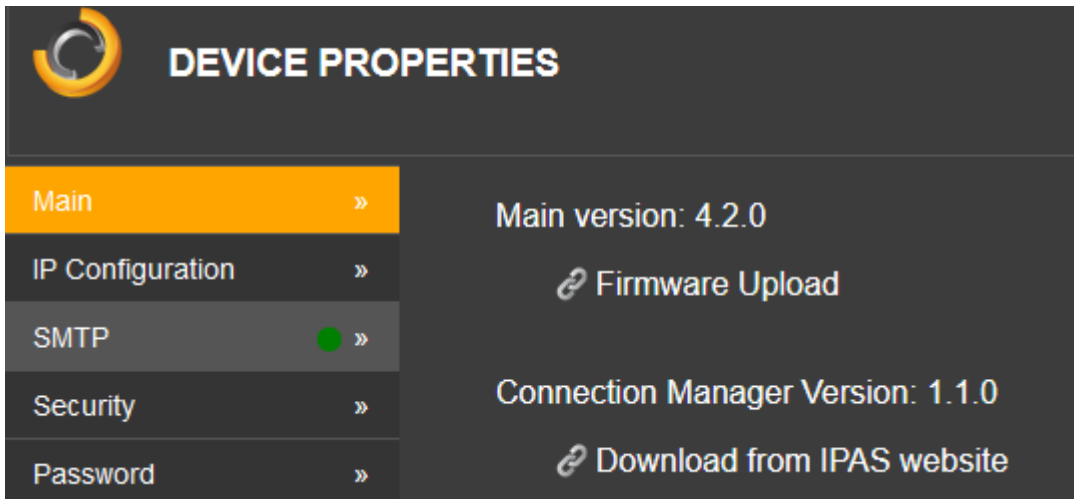 DEVICE PROPERTIES
Main »
IP Configuration »
SMTP »
Security »
Password »
Main version: 4.2.0
Firmware Upload
Connection Manager Version: 1.1.0
Download from IPAS website